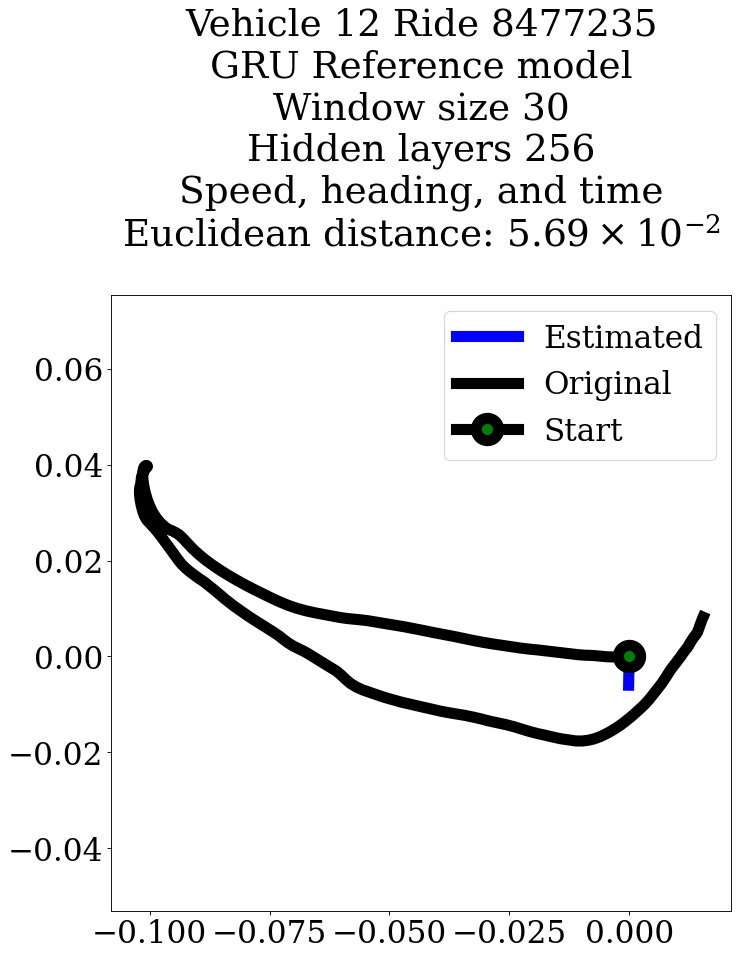 Vehicle 12 Ride 8477235
GRU Reference model
Window size 30
Hidden layers 256
Speed, heading, and time
Euclidean distance: 5.69 × 10⁻²
Estimated
Original
Start
0.06
0.04
0.02
0.00
−0.02
−0.04
−0.100 −0.075 −0.050 −0.025 0.000